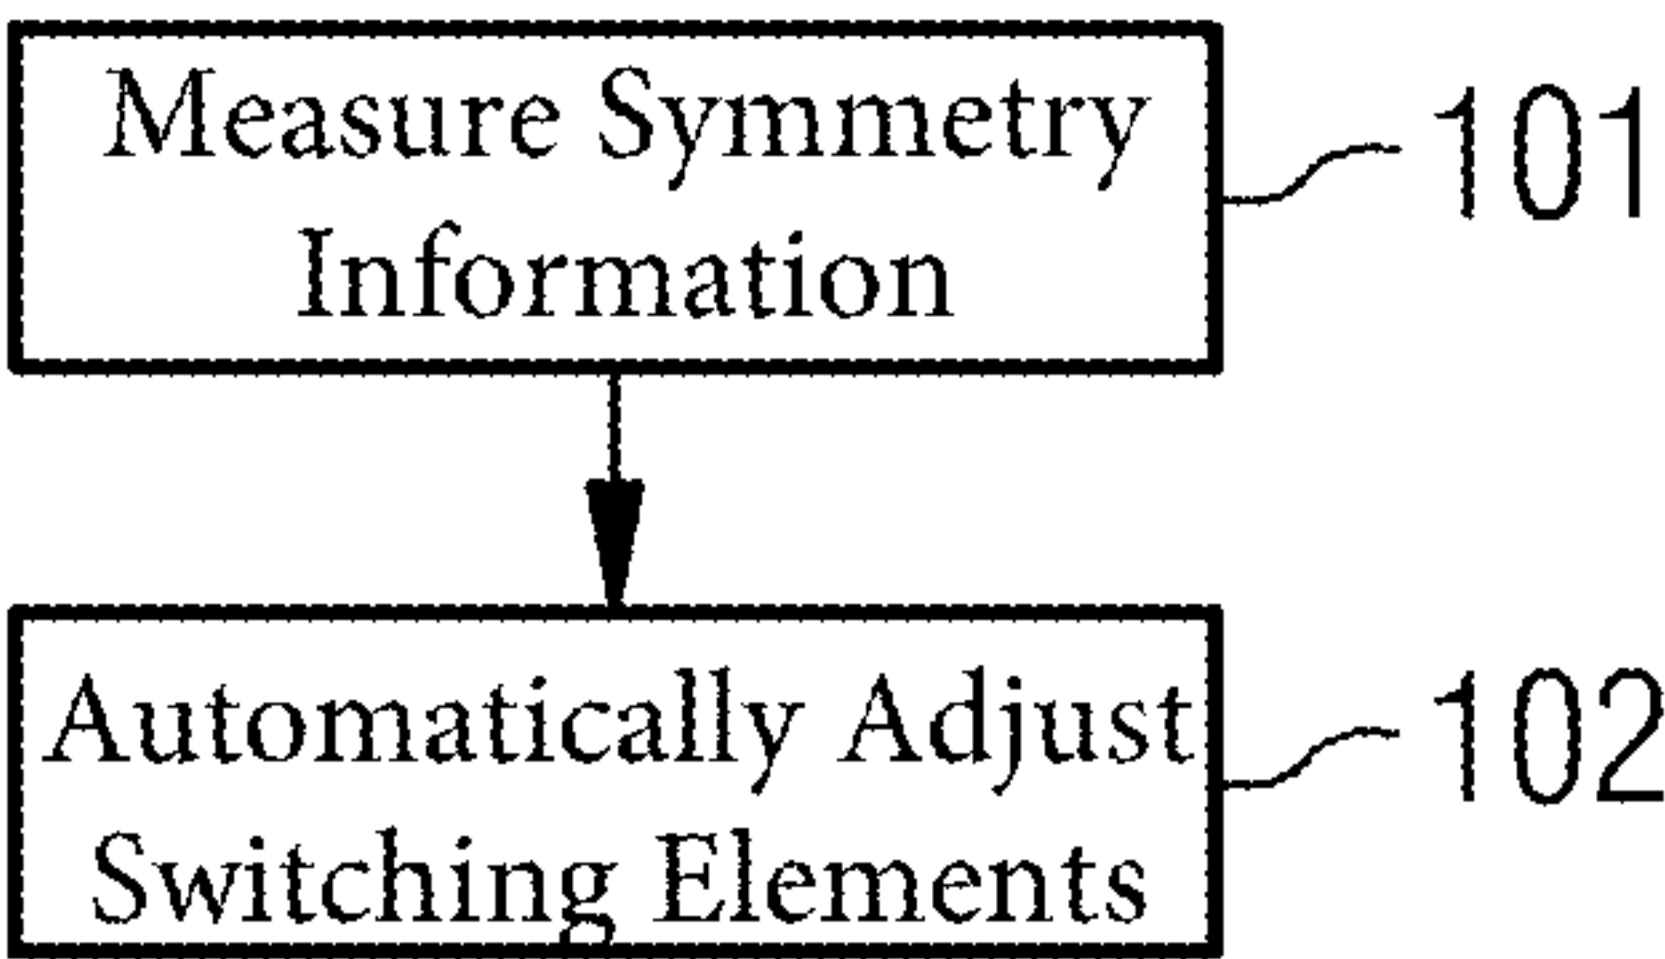 Measure Symmetry
Information
101
Automatically Adjust
Switching Elements
102